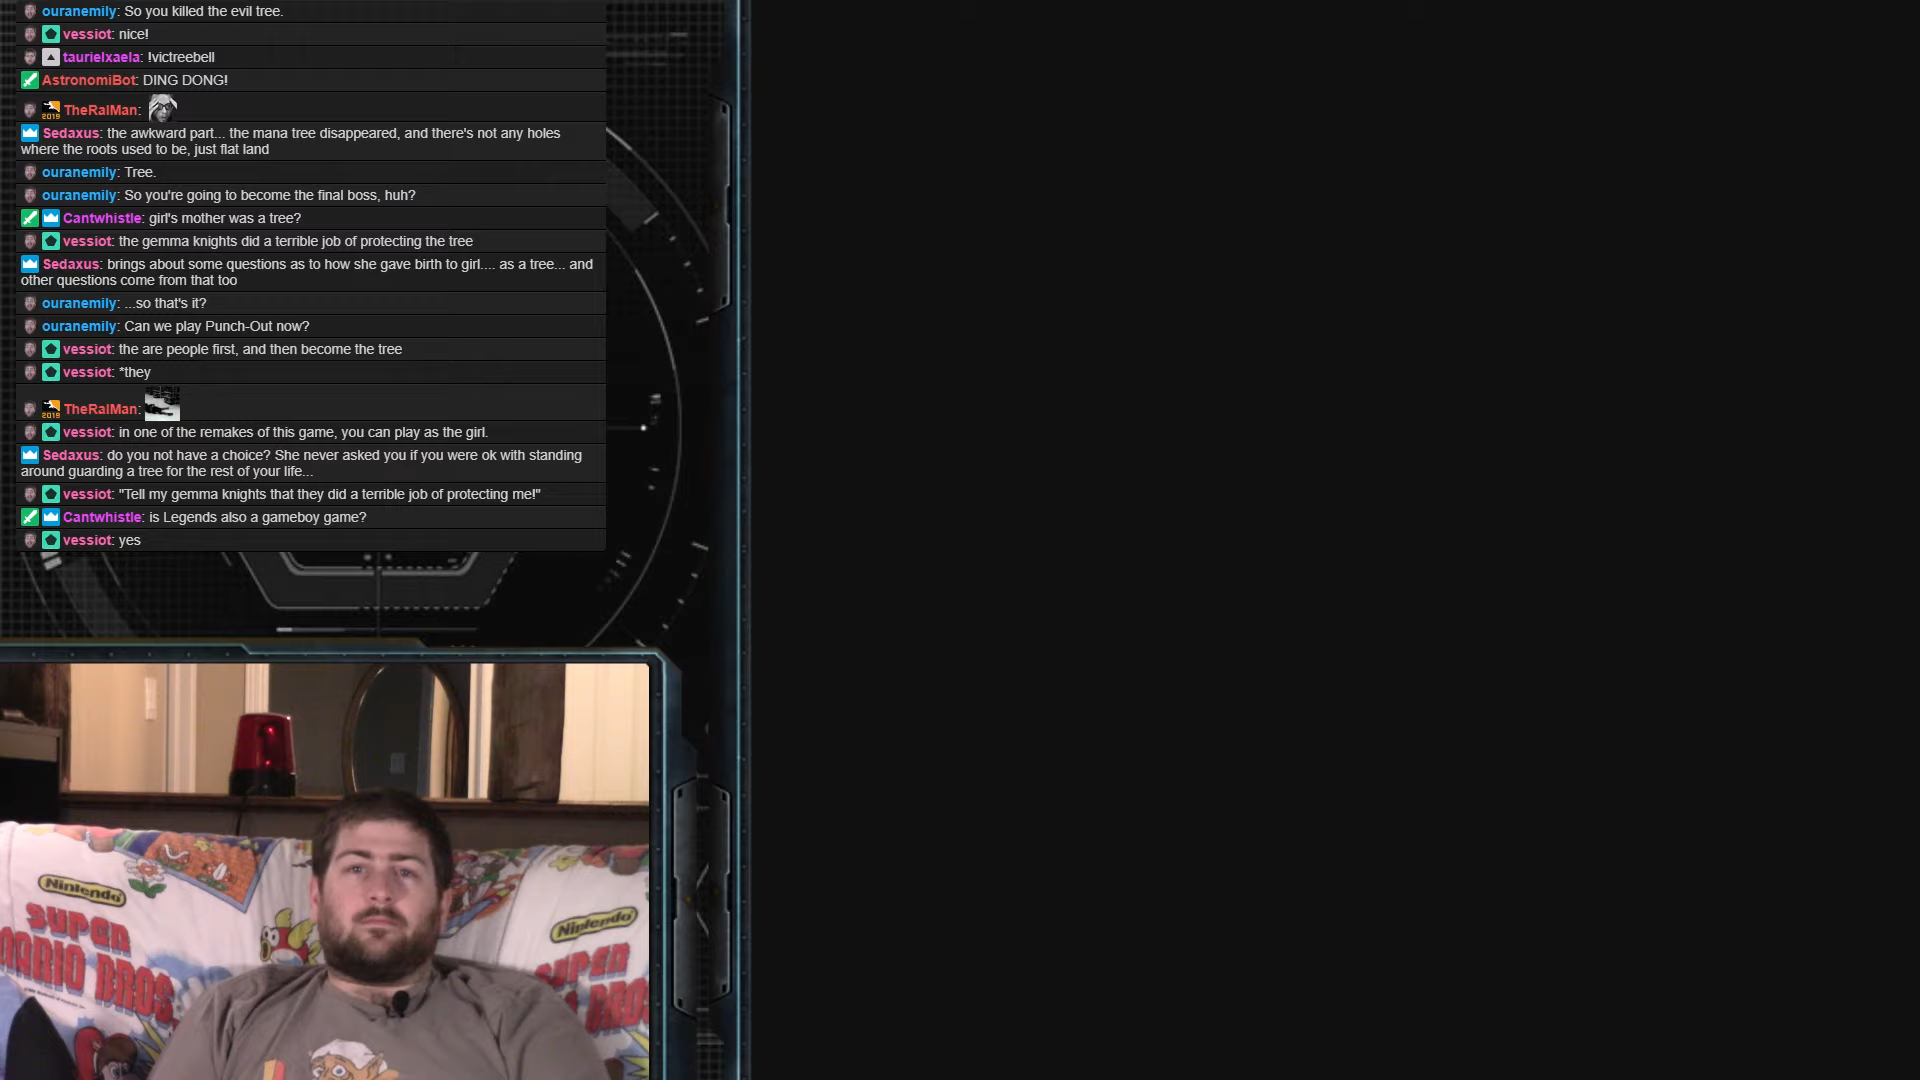 ouranemily: So you killed the evil tree.
vessiot: nice!
taurielxaela: !victreebell
AstronomiBot: DING DONG!
2019 TheRalMan:
Sedaxus: the awkward part... the mana tree disappeared, and there's not any holes
where the roots used to be, just flat land
ouranemily: Tree.
ouranemily: So you're going to become the final boss, huh?
Cantwhistle: girl's mother was a tree?
vessiot: the gemma knights did a terrible job of protecting the tree
Sedaxus: brings about some questions as to how she gave birth to girl.... as a tree... and
other questions come from that too
ouranemily: ...so that's it?
ouranemily: Can we play Punch-Out now?
vessiot: the are people first, and then become the tree
vessiot: *they
2019 TheRalMan:
vessiot: in one of the remakes of this game, you can play as the girl.
Sedaxus: do you not have a choice? She never asked you if you were ok with standing
around guarding a tree for the rest of your life...
vessiot: "Tell my gemma knights that they did a terrible job of protecting me!"
Cantwhistle: is Legends also a gameboy game?
vessiot: yes
Nintendo
SUPER
MARIO BROS.
Nintendo
SUPER
BROS